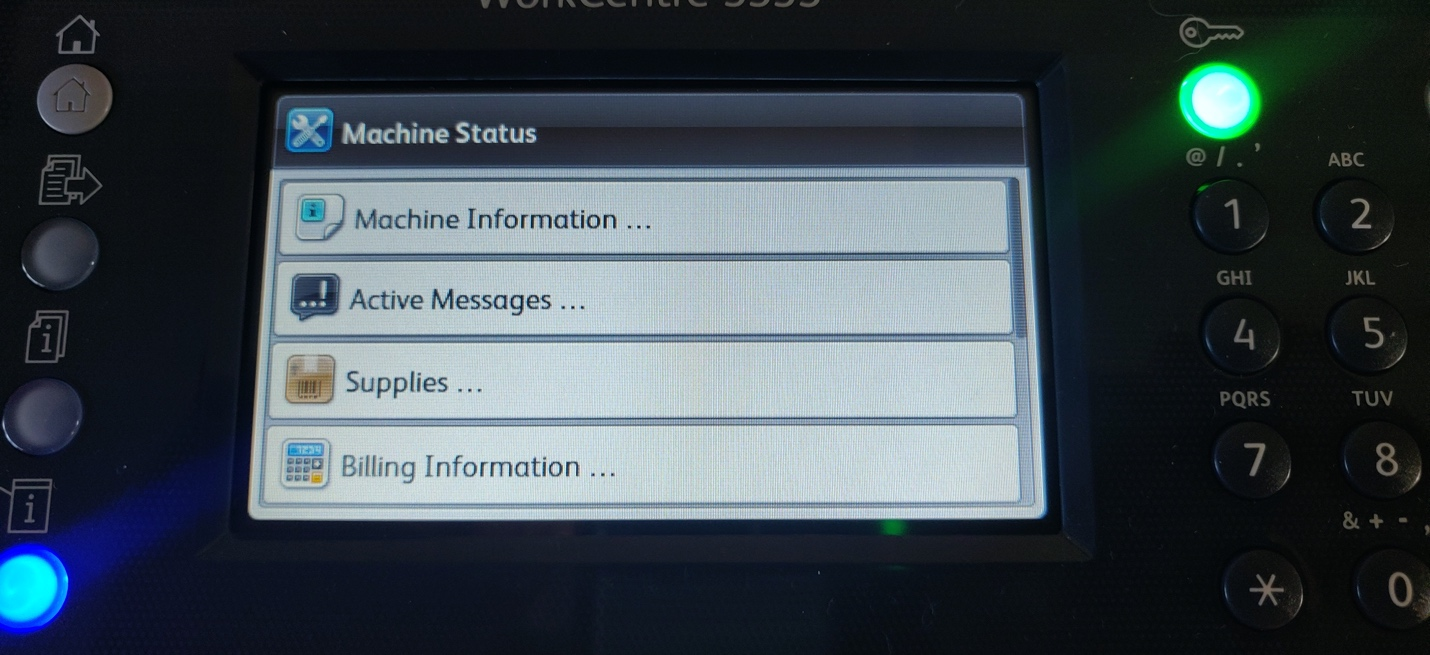 WorkCentre
Machine Status
Machine Information ...
Active Messages ...
Supplies ...
Billing Information ...
@ / . '
ABC
1
2
GHI
JKL
4
5
PQRS
TUV
7
8
& + - ,
*
0